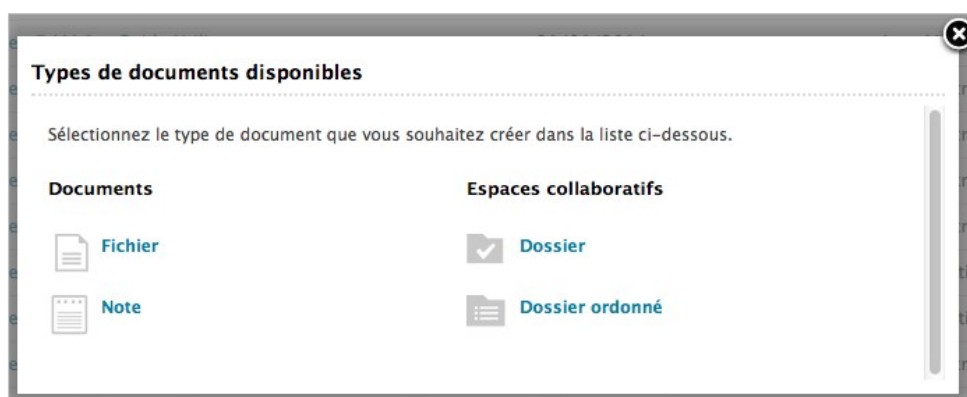 Types de documents disponibles
Sélectionnez le type de document que vous souhaitez créer dans la liste ci-dessous.
Documents
Espaces collaboratifs
Fichier
Dossier
Note
Dossier ordonné